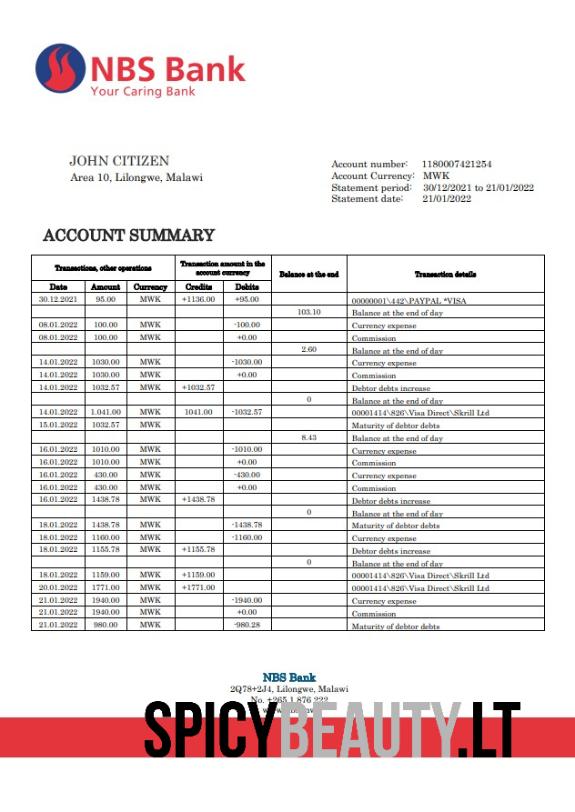 NBS Bank
Your Caring Bank
JOHN CITIZEN
Area 10, Lilongwe, Malawi
Account number: 1180007421254
Account Currency: MWK
Statement period: 30/12/2021 to 21/01/2022
Statement date: 21/01/2022
ACCOUNT SUMMARY
Transactions, other operations Transaction amount in the account currency Balance at the end Transaction details
Date Amount Currency Credits Debits
30.12.2021 95.00 MWK +1136.00 +95.00 00000001\442\PAYPAL *VISA
103.10 Balance at the end of day
08.01.2022 100.00 MWK -100.00 Currency expense
08.01.2022 100.00 MWK +0.00 Commission
2.60 Balance at the end of day
14.01.2022 1030.00 MWK -1030.00 Currency expense
14.01.2022 1030.00 MWK +0.00 Commission
14.01.2022 1032.57 MWK +1032.57 Debtor debts increase
0 Balance at the end of day
14.01.2022 1.041.00 MWK 1041.00 -1032.57 00001414\826\Visa Direct\Skrill Ltd
15.01.2022 1032.57 MWK Maturity of debtor debts
8.43 Balance at the end of day
16.01.2022 1010.00 MWK -1010.00 Currency expense
16.01.2022 1010.00 MWK +0.00 Commission
16.01.2022 430.00 MWK -430.00 Currency expense
16.01.2022 430.00 MWK +0.00 Commission
16.01.2022 1438.78 MWK +1438.78 Debtor debts increase
0 Balance at the end of day
18.01.2022 1438.78 MWK -1438.78 Maturity of debtor debts
18.01.2022 1160.00 MWK -1160.00 Currency expense
18.01.2022 1155.78 MWK +1155.78 Debtor debts increase
0 Balance at the end of day
18.01.2022 1159.00 MWK +1159.00 00001414\826\Visa Direct\Skrill Ltd
20.01.2022 1771.00 MWK +1771.00 00001414\826\Visa Direct\Skrill Ltd
21.01.2022 1940.00 MWK -1940.00 Currency expense
21.01.2022 1940.00 MWK +0.00 Commission
21.01.2022 980.00 MWK -980.28 Maturity of debtor debts
NBS Bank
2Q78+2J4, Lilongwe, Malawi
No. +265 1 876 222
SPICYBEAUTY.LT